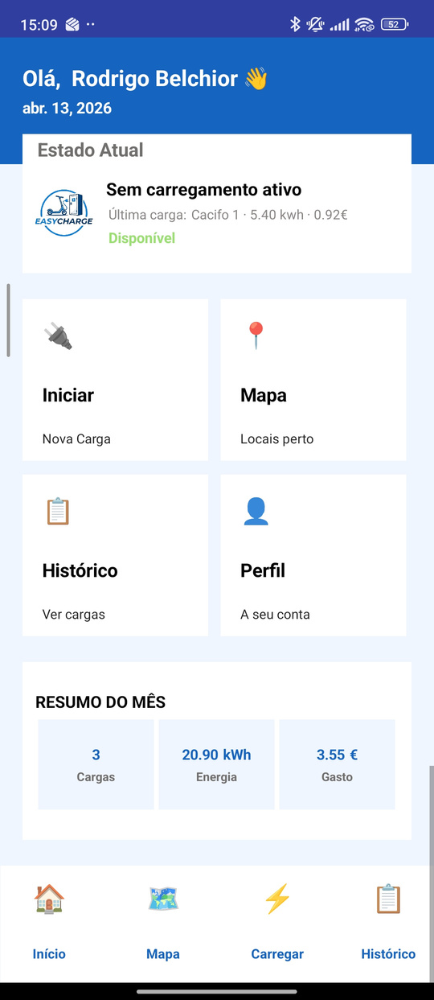 15:09
52
Olá, Rodrigo Belchior 👋
abr. 13, 2026
Estado Atual
Sem carregamento ativo
EASYCHARGE
Última carga: Cacifo 1 · 5.40 kwh · 0.92€
Disponível
Iniciar
Nova Carga
Mapa
Locais perto
Histórico
Ver cargas
Perfil
A seu conta
RESUMO DO MÊS
3
Cargas
20.90 kWh
Energia
3.55 €
Gasto
Início
Mapa
Carregar
Histórico